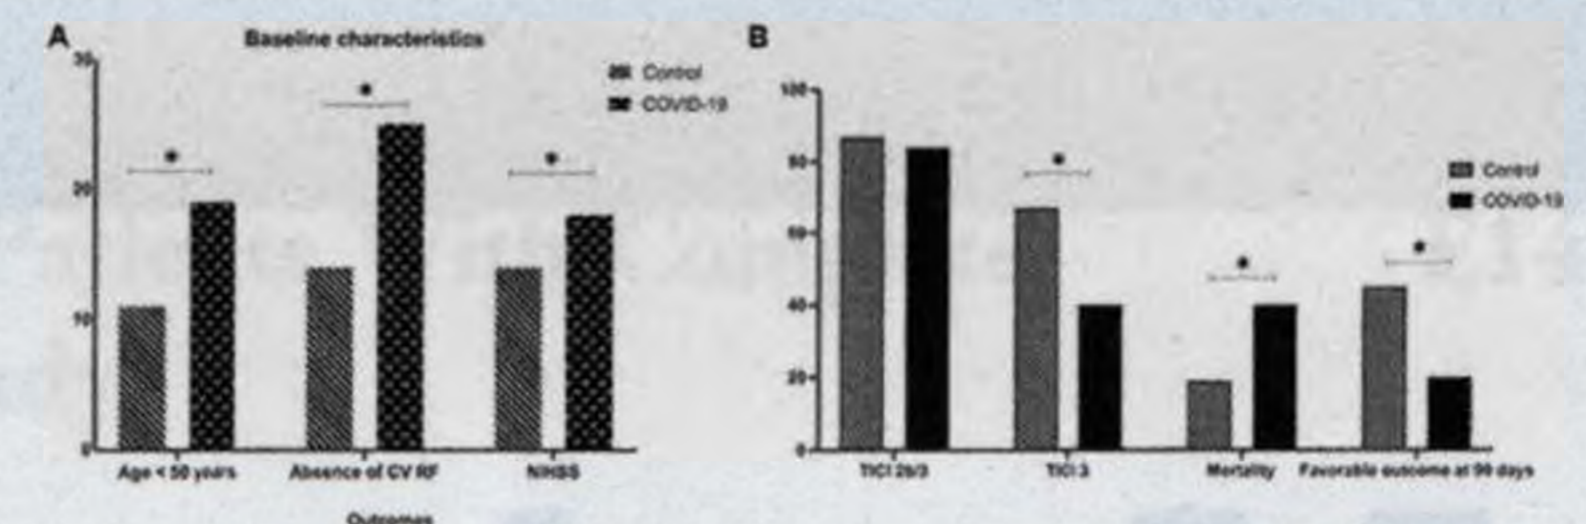 A
Baseline characteristics
30
20
10
0
*
*
*
Control
COVID-19
Age < 50 years
Absence of CV RF
NIHSS
Outcomes
B
100
80
60
40
20
0
*
*
*
Control
COVID-19
TICI 2b/3
TICI 3
Mortality
Favorable outcome at 90 days